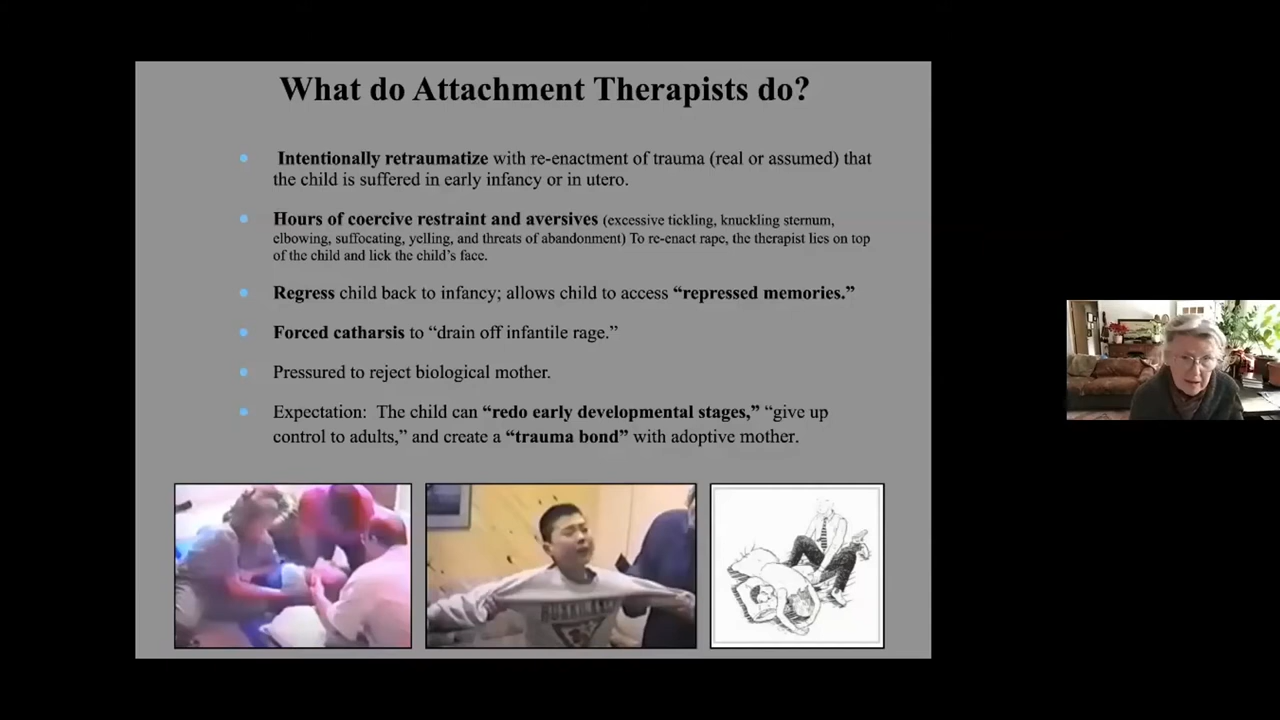 What do Attachment Therapists do?
Intentionally retraumatize with re-enactment of trauma (real or assumed) that
the child is suffered in early infancy or in utero.
Hours of coercive restraint and aversives (excessive tickling, knuckling sternum,
elbowing, suffocating, yelling, and threats of abandonment) To re-enact rape, the therapist lies on top
of the child and lick the child’s face.
Regress child back to infancy; allows child to access “repressed memories.”
Forced catharsis to “drain off infantile rage.”
Pressured to reject biological mother.
Expectation: The child can “redo early developmental stages,” “give up
control to adults,” and create a “trauma bond” with adoptive mother.